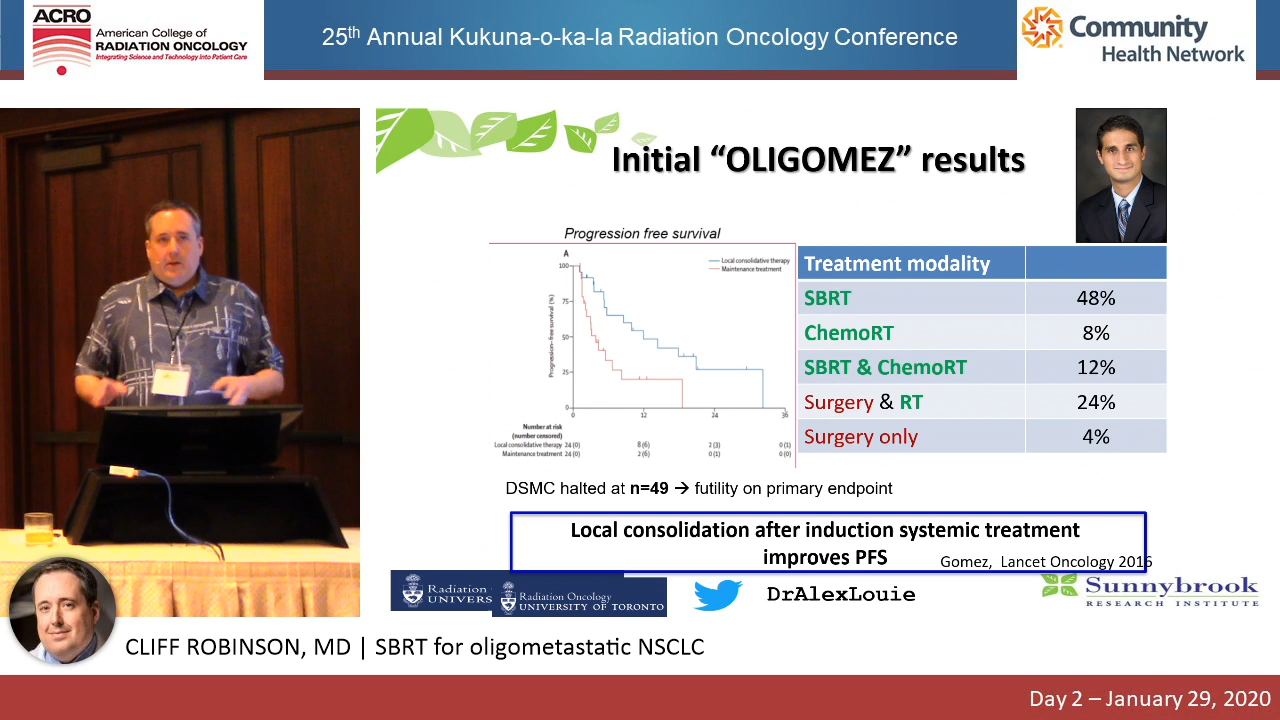 ACRO
American College of
RADIATION ONCOLOGY
Integrating Science and Technology Into Patient Care
25th Annual Kukuna-o-ka-la Radiation Oncology Conference
Community
Health Network
Initial “OLIGOMEZ” results
Progression free survival
A
Local consolidative therapy
Maintenance treatment
Progression-free survival (%)
100
75
50
25
0
0 12 24 36
Number at risk
(number censored)
Local consolidative therapy 24 (0) 8 (6) 2 (3) 0 (1)
Maintenance treatment 24 (0) 2 (6) 0 (1) 0 (0)
Treatment modality
SBRT 48%
ChemoRT 8%
SBRT & ChemoRT 12%
Surgery & RT 24%
Surgery only 4%
DSMC halted at n=49 → futility on primary endpoint
Local consolidation after induction systemic treatment
improves PFS
Gomez, Lancet Oncology 2016
Radiation
UNIVERS
Radiation Oncology
UNIVERSITY OF TORONTO
DrAlexLouie
Sunnybrook
RESEARCH INSTITUTE
CLIFF ROBINSON, MD | SBRT for oligometastatic NSCLC
Day 2 – January 29, 2020